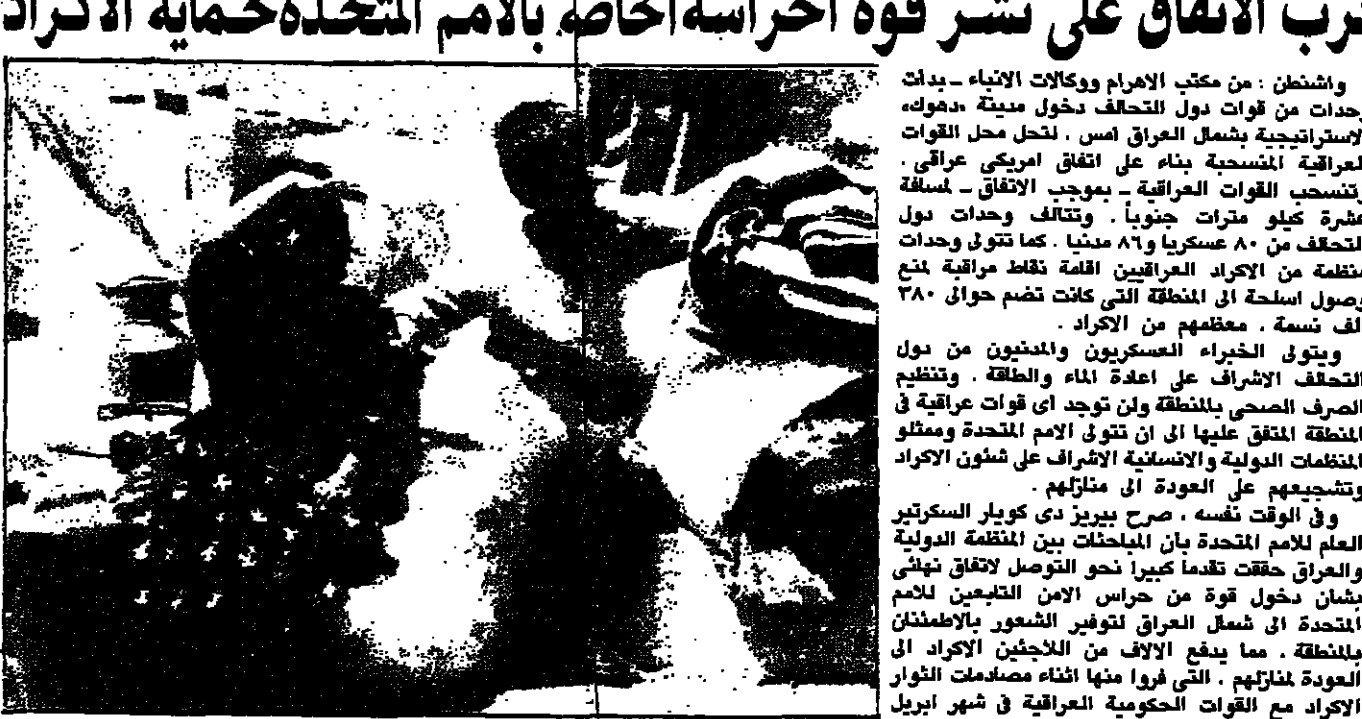 قرب الاتفاق على نشر قوة الحراسة الخاصة بالامم المتحدة لحماية الاكراد
واشنطن : من مكتب الاهرام ووكالات الانباء ـ بدات
وحدات من قوات دول التحالف دخول مدينة «دهوك»
الاستراتيجية بشمال العراق امس ، لتحل محل القوات
العراقية المنسحبة بناء على اتفاق امريكى عراقى .
وتنسحب القوات العراقية ـ بموجب الاتفاق ـ لمسافة
عشرة كيلو مترات جنوباً . وتتالف وحدات دول
التحالف من ٨٠ عسكريا و٨٦ مدنيا . كما تتولى وحدات
منظمة من الاكراد العراقيين اقامة نقاط مراقبة لمنع
وصول اسلحة الى المنطقة التى كانت تضم حوالى ٣٨٠
الف نسمة ، معظمهم من الاكراد .
ويتولى الخبراء العسكريون والمدنيون من دول
التحالف الاشراف على اعادة الماء والطاقة . وتنظيم
الصرف الصحى بالمنطقة ولن توجد اى قوات عراقية فى
المنطقة المتفق عليها الى ان تتولى الامم المتحدة وممثلو
المنظمات الدولية والانسانية الاشراف على شئون الاكراد
وتشجيعهم على العودة الى منازلهم .
وفى الوقت نفسه ، صرح بيريز دى كويلار السكرتير
العام للامم المتحدة بأن المباحثات بين المنظمة الدولية
والعراق حققت تقدما كبيرا نحو التوصل لاتفاق نهائى
بشان دخول قوة من حراس الامن التابعين للامم
المتحدة الى شمال العراق لتوفير الشعور بالاطمئنان
بالمنطقة ، مما يدفع الالاف من اللاجئين الاكراد الى
العودة لمنازلهم ، التى فروا منها اثناء مصادمات الثوار
الاكراد مع القوات الحكومية العراقية فى شهر ابريل